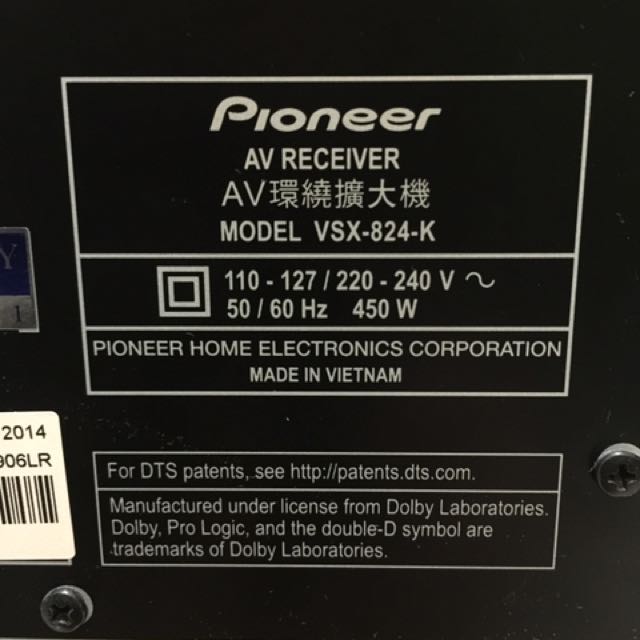 Pioneer
AV RECEIVER
AV環繞擴大機
MODEL VSX-824-K
110 - 127 / 220 - 240 V ~
50 / 60 Hz 450 W
PIONEER HOME ELECTRONICS CORPORATION
MADE IN VIETNAM
Y
1
2014
906LR
For DTS patents, see http://patents.dts.com.
Manufactured under license from Dolby Laboratories.
Dolby, Pro Logic, and the double-D symbol are
trademarks of Dolby Laboratories.